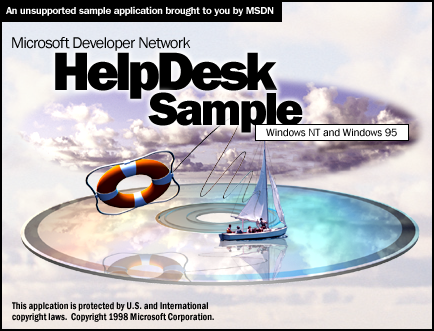 An unsupported sample application brought to you by MSDN
Microsoft Developer Network
HelpDesk
Sample
Windows NT and Windows 95
This applcation is protected by U.S. and International
copyright laws.  Copyright 1998 Microsoft Corporation.